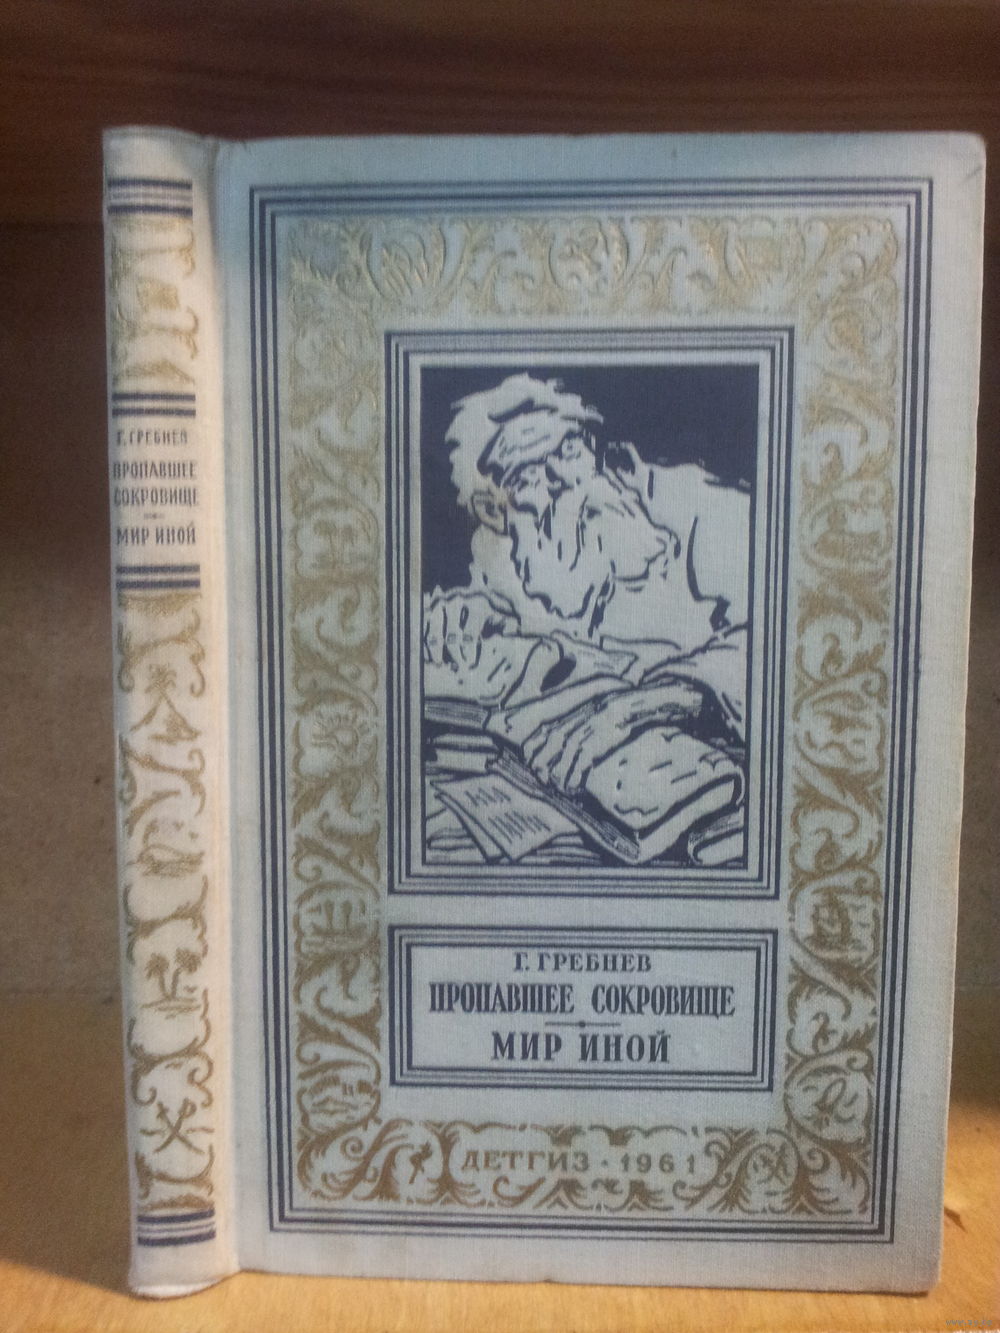 Г. ГРЕБНЕВ
ПРОПАВШЕЕ
СОКРОВИЩЕ
МИР ИНОЙ
Г. ГРЕБНЕВ
ПРОПАВШЕЕ СОКРОВИЩЕ
МИР ИНОЙ
ДЕТГИЗ · 1961